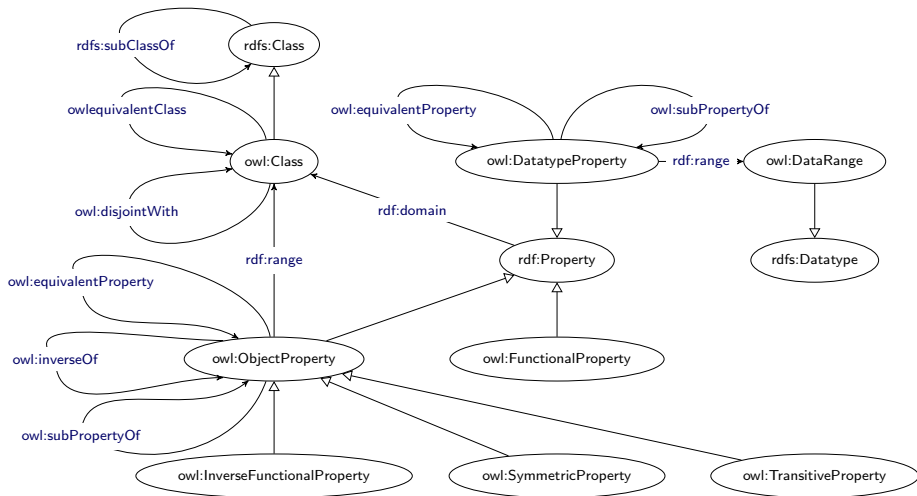 rdfs:subClassOf
rdfs:Class
owlequivalentClass
owl:equivalentProperty
owl:subPropertyOf
owl:Class
owl:DatatypeProperty
rdf:range
owl:DataRange
owl:disjointWith
rdf:domain
rdf:range
rdf:Property
rdfs:Datatype
owl:equivalentProperty
owl:inverseOf
owl:ObjectProperty
owl:FunctionalProperty
owl:subPropertyOf
owl:InverseFunctionalProperty
owl:SymmetricProperty
owl:TransitiveProperty